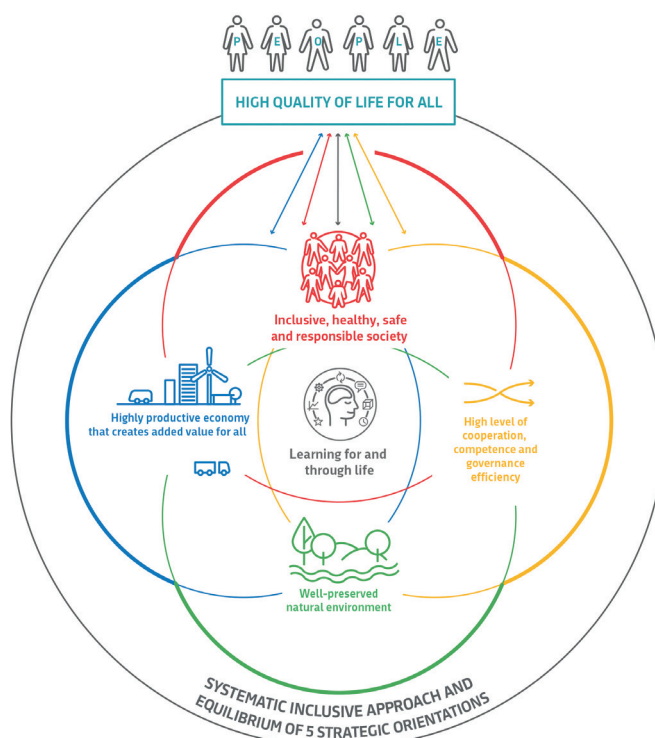 PEOPLE
HIGH QUALITY OF LIFE FOR ALL
Inclusive, healthy, safe
and responsible society
Highly productive economy
that creates added value for all
Learning for and
through life
High level of
cooperation,
competence and
governance
efficiency
Well-preserved
natural environment
SYSTEMATIC INCLUSIVE APPROACH AND
EQUILIBRIUM OF 5 STRATEGIC ORIENTATIONS